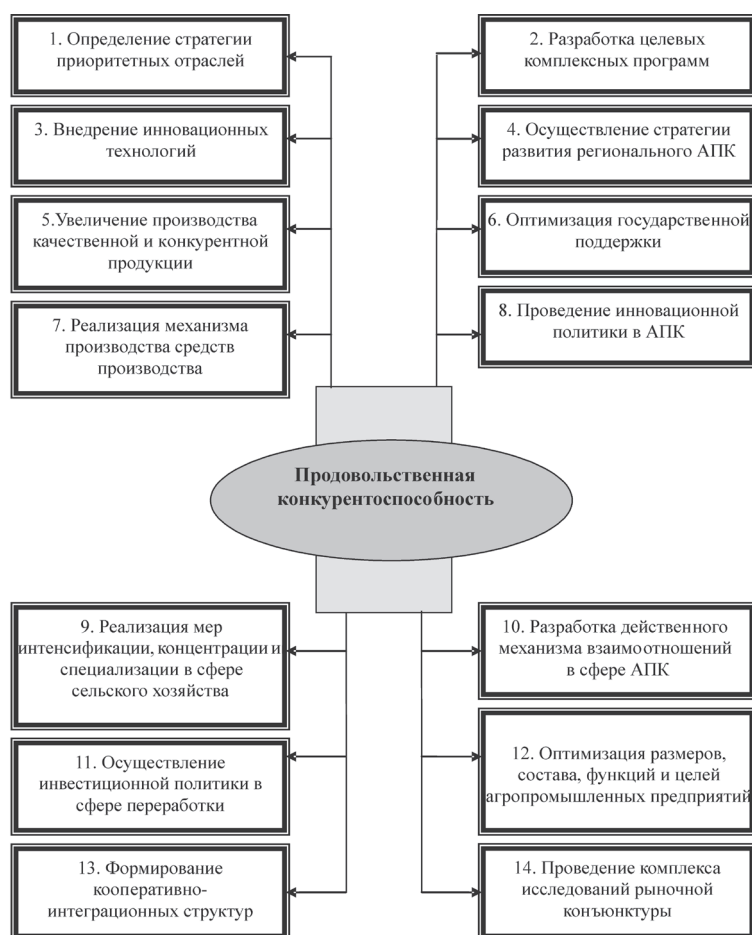 1. Определение стратегии
приоритетных отраслей
2. Разработка целевых
комплексных программ
3. Внедрение инновационных
технологий
4. Осуществление стратегии
развития регионального АПК
5.Увеличение производства
качественной и конкурентной
продукции
6. Оптимизация государственной
поддержки
7. Реализация механизма
производства средств
производства
8. Проведение инновационной
политики в АПК
Продовольственная
конкурентоспособность
9. Реализация мер
интенсификации, концентрации и
специализации в сфере
сельского хозяйства
10. Разработка действенного
механизма взаимоотношений
в сфере АПК
11. Осуществление
инвестиционной политики в
сфере переработки
12. Оптимизация размеров,
состава, функций и целей
агропромышленных предприятий
13. Формирование
кооперативно-
интеграционных структур
14. Проведение комплекса
исследований рыночной
конъюнктуры